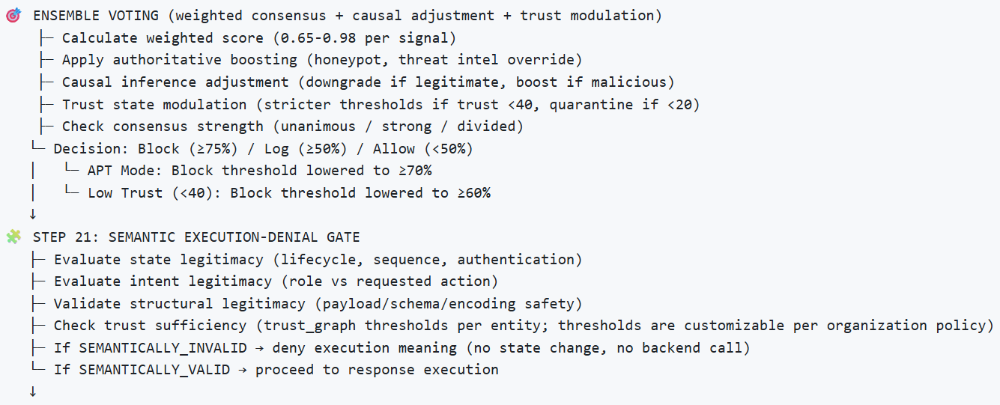 🎯 ENSEMBLE VOTING (weighted consensus + causal adjustment + trust modulation)
├─ Calculate weighted score (0.65-0.98 per signal)
├─ Apply authoritative boosting (honeypot, threat intel override)
├─ Causal inference adjustment (downgrade if legitimate, boost if malicious)
├─ Trust state modulation (stricter thresholds if trust <40, quarantine if <20)
├─ Check consensus strength (unanimous / strong / divided)
└─ Decision: Block (≥75%) / Log (≥50%) / Allow (<50%)
│   └─ APT Mode: Block threshold lowered to ≥70%
│   └─ Low Trust (<40): Block threshold lowered to ≥60%
↓
🧩 STEP 21: SEMANTIC EXECUTION-DENIAL GATE
├─ Evaluate state legitimacy (lifecycle, sequence, authentication)
├─ Evaluate intent legitimacy (role vs requested action)
├─ Validate structural legitimacy (payload/schema/encoding safety)
├─ Check trust sufficiency (trust_graph thresholds per entity; thresholds are customizable per organization policy)
├─ If SEMANTICALLY_INVALID → deny execution meaning (no state change, no backend call)
└─ If SEMANTICALLY_VALID → proceed to response execution
↓